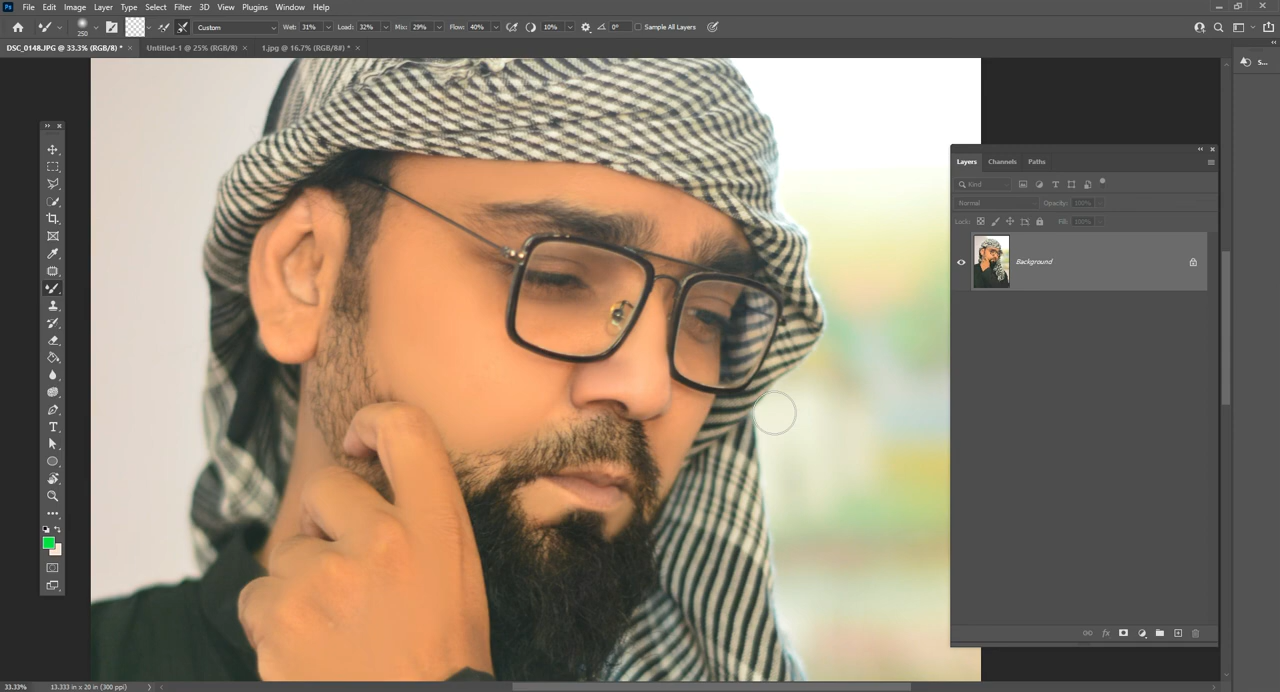 Ps File Edit Image Layer Type Select Filter 3D View Plugins Window Help
250 Custom Wet: 31% Load: 32% Mix: 29% Flow: 40% 10% 0° Sample All Layers
DSC_0148.JPG @ 33.3% (RGB/8) * Untitled-1 @ 25% (RGB/8) 1.jpg @ 16.7% (RGB/8#) *
S...
Layers Channels Paths
Kind
Normal Opacity: 100%
Lock: Fill: 100%
Background
T
33.33% 13.333 in x 20 in (300 ppi)